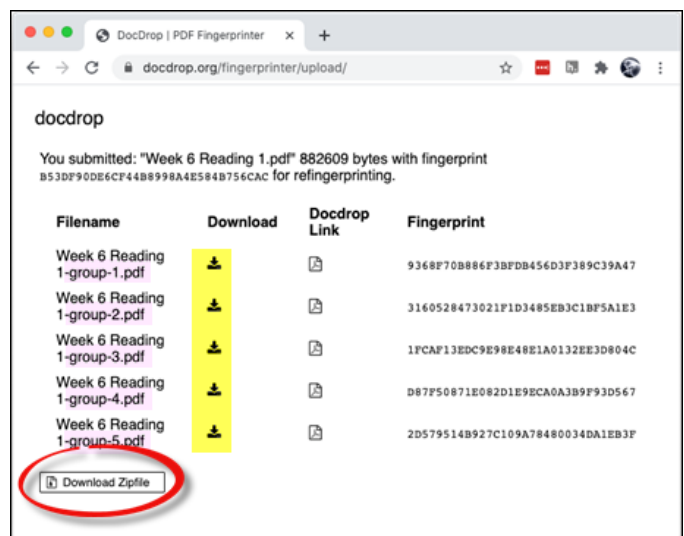 DocDrop | PDF Fingerprinter
docdrop.org/fingerprinter/upload/
docdrop
You submitted: "Week 6 Reading 1.pdf" 882609 bytes with fingerprint
B53DF90DE6CF44B8998A4E584B756CAC for refingerprinting.
Filename Download Docdrop Link Fingerprint
Week 6 Reading
1-group-1.pdf 9368F70B886F3BFDB456D3F389C39A47
Week 6 Reading
1-group-2.pdf 3160528473021F1D3485EB3C1BF5A1E3
Week 6 Reading
1-group-3.pdf 1FCAF13EDC9E98E48E1A0132EE3D804C
Week 6 Reading
1-group-4.pdf D87F50871E082D1E9ECA0A3B9F93D567
Week 6 Reading
1-group-5.pdf 2D579514B927C109A78480034DA1EB3F
Download Zipfile